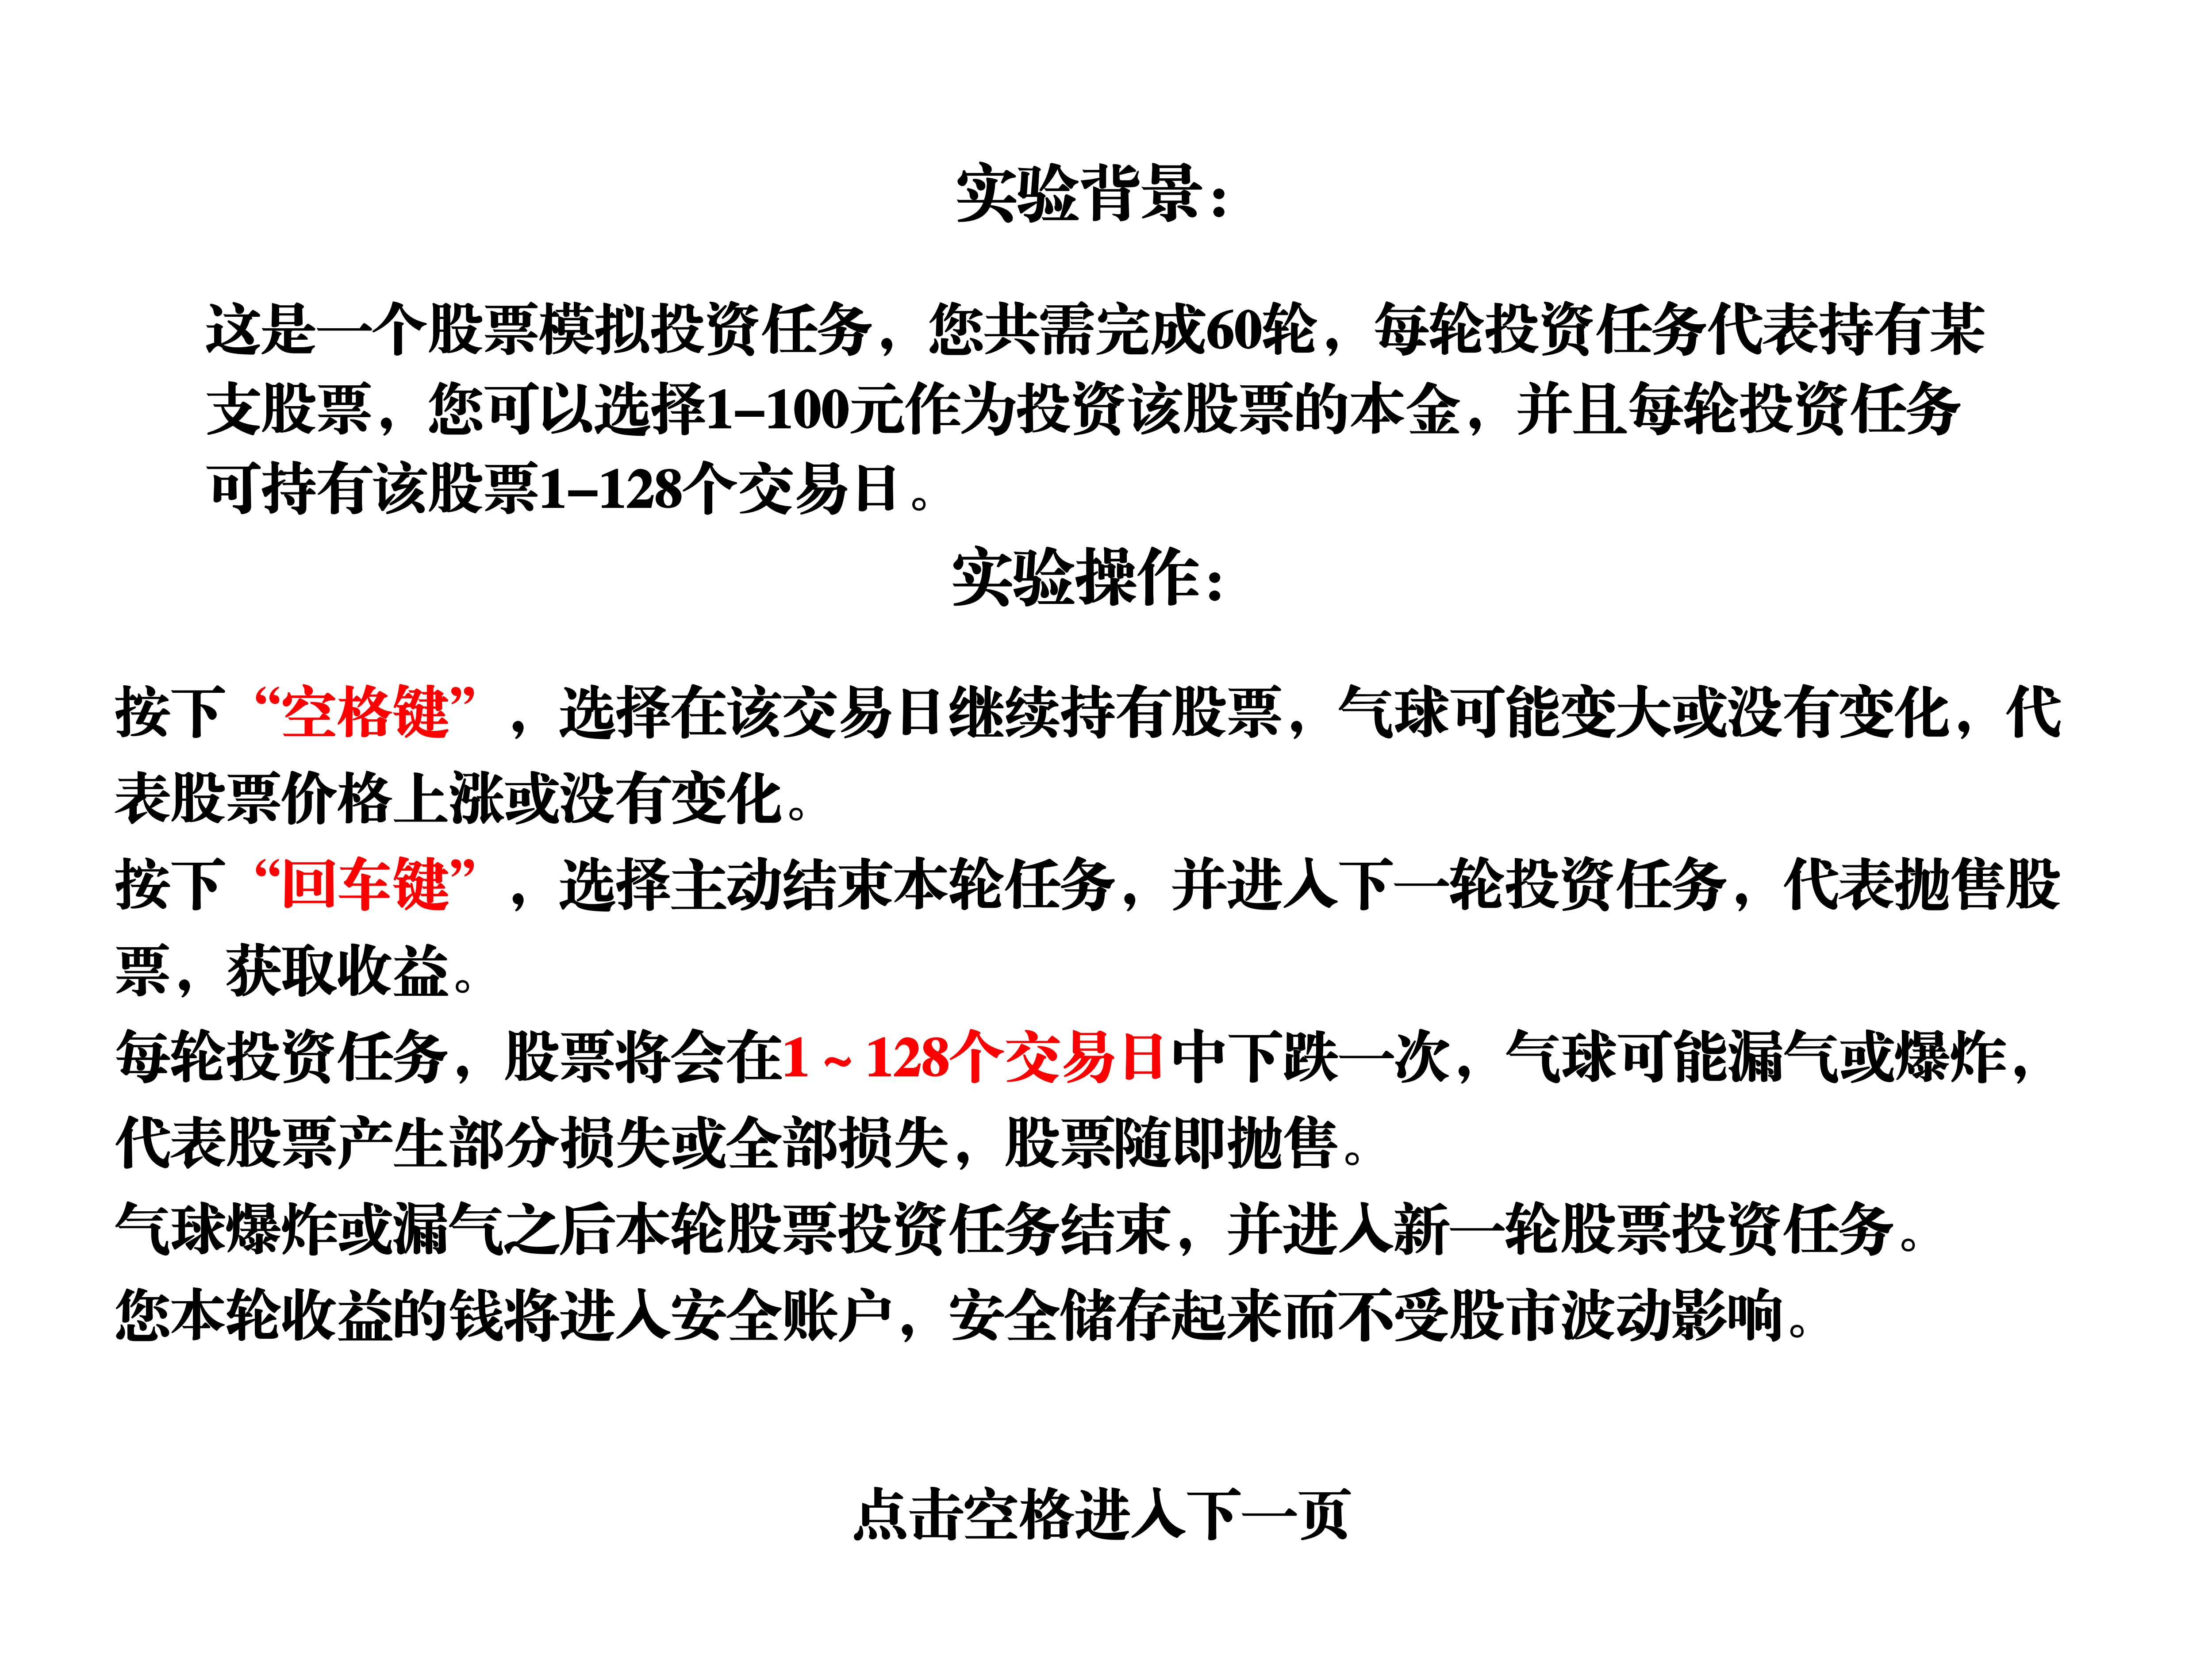 实验背景：
这是一个股票模拟投资任务，您共需完成60轮，每轮投资任务代表持有某
支股票，您可以选择1-100元作为投资该股票的本金，并且每轮投资任务
可持有该股票1-128个交易日。
实验操作：
按下“空格键”，选择在该交易日继续持有股票，气球可能变大或没有变化，代
表股票价格上涨或没有变化。
按下“回车键”，选择主动结束本轮任务，并进入下一轮投资任务，代表抛售股
票，获取收益。
每轮投资任务，股票将会在1~128个交易日中下跌一次，气球可能漏气或爆炸，
代表股票产生部分损失或全部损失，股票随即抛售。
气球爆炸或漏气之后本轮股票投资任务结束，并进入新一轮股票投资任务。
您本轮收益的钱将进入安全账户，安全储存起来而不受股市波动影响。
点击空格进入下一页